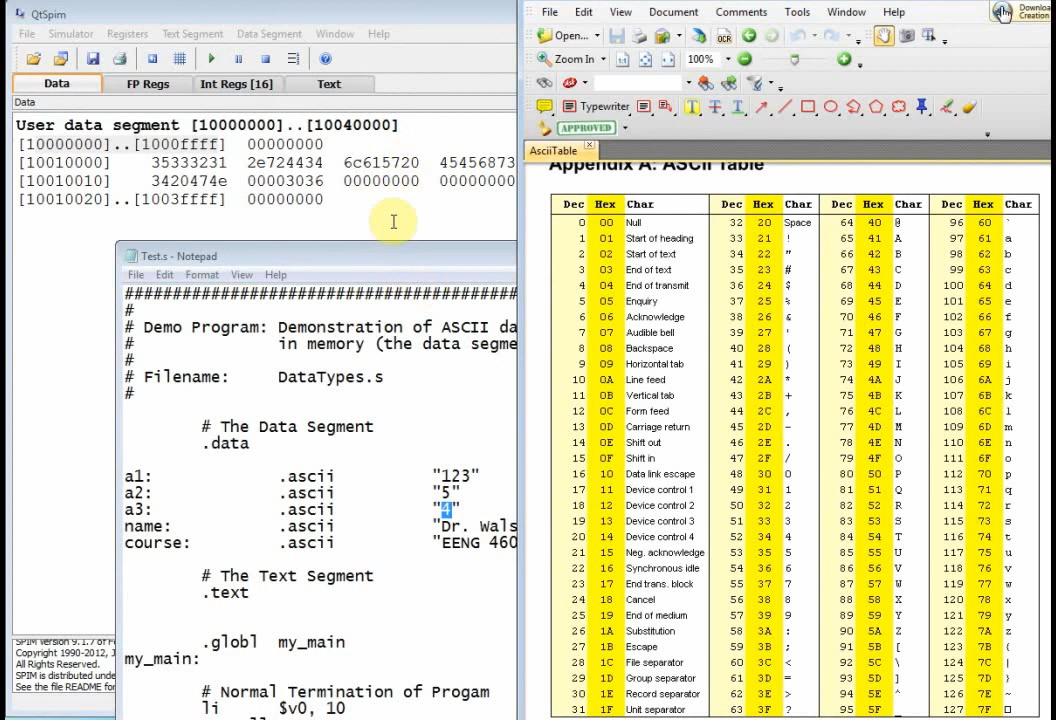 QtSpim
File Simulator Registers Text Segment Data Segment Window Help
Data FP Regs Int Regs [16] Text
Data
User data segment [10000000]..[10040000]
[10000000]..[1000ffff] 00000000
[10010000] 35333231 2e724434 6c615720 45456873
[10010010] 3420474e 00003036 00000000 00000000
[10010020]..[1003ffff] 00000000
Test.s - Notepad
File Edit Format View Help
#
# Demo Program: Demonstration of ASCII da
# in memory (the data segme
#
# Filename: DataTypes.s
#
# The Data Segment
.data
a1: .ascii "123"
a2: .ascii "5"
a3: .ascii "4"
name: .ascii "Dr. Wals
course: .ascii "EENG 460
# The Text Segment
.text
.globl my_main
my_main:
# Normal Termination of Progam
li $v0, 10
SPIM Version 9.1.7 of
Copyright 1990-2012, J
All Rights Reserved.
SPIM is distributed unde
See the file README for
File Edit View Document Comments Tools Window Help
Downloa
Creation
Open...
OCR
Zoom In 100%
Typewriter
APPROVED
AsciiTable
Appendix A: ASCII Table
Dec Hex Char Dec Hex Char Dec Hex Char Dec Hex Char
0 00 Null 32 20 Space 64 40 @ 96 60 `
1 01 Start of heading 33 21 ! 65 41 A 97 61 a
2 02 Start of text 34 22 " 66 42 B 98 62 b
3 03 End of text 35 23 # 67 43 C 99 63 c
4 04 End of transmit 36 24 $ 68 44 D 100 64 d
5 05 Enquiry 37 25 % 69 45 E 101 65 e
6 06 Acknowledge 38 26 & 70 46 F 102 66 f
7 07 Audible bell 39 27 ' 71 47 G 103 67 g
8 08 Backspace 40 28 ( 72 48 H 104 68 h
9 09 Horizontal tab 41 29 ) 73 49 I 105 69 i
10 0A Line feed 42 2A * 74 4A J 106 6A j
11 0B Vertical tab 43 2B + 75 4B K 107 6B k
12 0C Form feed 44 2C , 76 4C L 108 6C l
13 0D Carriage return 45 2D - 77 4D M 109 6D m
14 0E Shift out 46 2E . 78 4E N 110 6E n
15 0F Shift in 47 2F / 79 4F O 111 6F o
16 10 Data link escape 48 30 0 80 50 P 112 70 p
17 11 Device control 1 49 31 1 81 51 Q 113 71 q
18 12 Device control 2 50 32 2 82 52 R 114 72 r
19 13 Device control 3 51 33 3 83 53 S 115 73 s
20 14 Device control 4 52 34 4 84 54 T 116 74 t
21 15 Neg. acknowledge 53 35 5 85 55 U 117 75 u
22 16 Synchronous idle 54 36 6 86 56 V 118 76 v
23 17 End trans. block 55 37 7 87 57 W 119 77 w
24 18 Cancel 56 38 8 88 58 X 120 78 x
25 19 End of medium 57 39 9 89 59 Y 121 79 y
26 1A Substitution 58 3A : 90 5A Z 122 7A z
27 1B Escape 59 3B ; 91 5B [ 123 7B {
28 1C File separator 60 3C < 92 5C \ 124 7C |
29 1D Group separator 61 3D = 93 5D ] 125 7D }
30 1E Record separator 62 3E > 94 5E ^ 126 7E ~
31 1F Unit separator 63 3F ? 95 5F _ 127 7F □